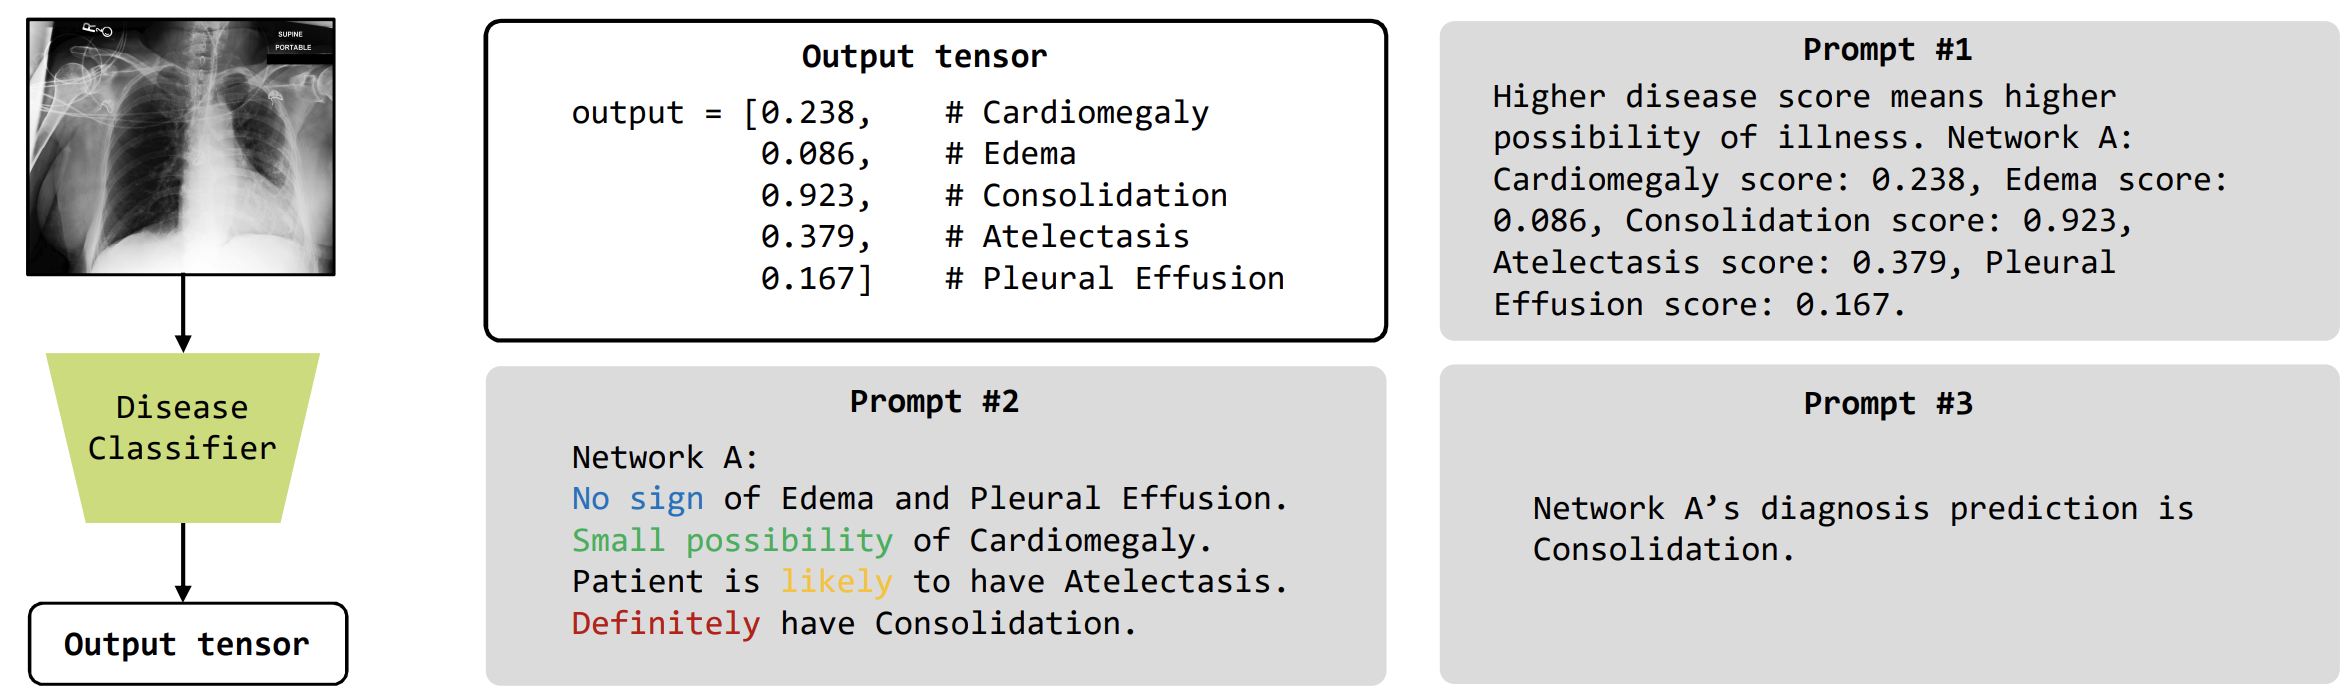 R
SUPINE
PORTABLE
Disease
Classifier
Output tensor
Output tensor
output = [0.238,    # Cardiomegaly
0.086,    # Edema
0.923,    # Consolidation
0.379,    # Atelectasis
0.167]    # Pleural Effusion
Prompt #1
Higher disease score means higher
possibility of illness. Network A:
Cardiomegaly score: 0.238, Edema score:
0.086, Consolidation score: 0.923,
Atelectasis score: 0.379, Pleural
Effusion score: 0.167.
Prompt #2
Network A:
No sign of Edema and Pleural Effusion.
Small possibility of Cardiomegaly.
Patient is likely to have Atelectasis.
Definitely have Consolidation.
Prompt #3
Network A’s diagnosis prediction is
Consolidation.